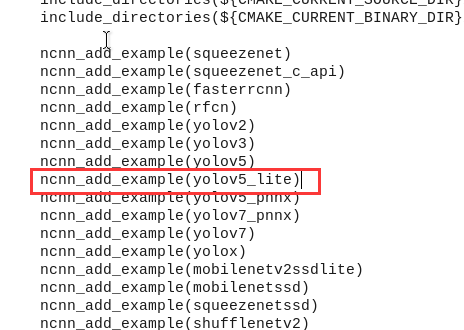 include_directories(${CMAKE_CURRENT_SOURCE_DIR}
include_directories(${CMAKE_CURRENT_BINARY_DIR}
ncnn_add_example(squeezenet)
ncnn_add_example(squeezenet_c_api)
ncnn_add_example(fasterrcnn)
ncnn_add_example(rfcn)
ncnn_add_example(yolov2)
ncnn_add_example(yolov3)
ncnn_add_example(yolov5)
ncnn_add_example(yolov5_lite)
ncnn_add_example(yolov5_pnnx)
ncnn_add_example(yolov7_pnnx)
ncnn_add_example(yolov7)
ncnn_add_example(yolox)
ncnn_add_example(mobilenetv2ssdlite)
ncnn_add_example(mobilenetssd)
ncnn_add_example(squeezenetssd)
ncnn_add_example(shufflenetv2)